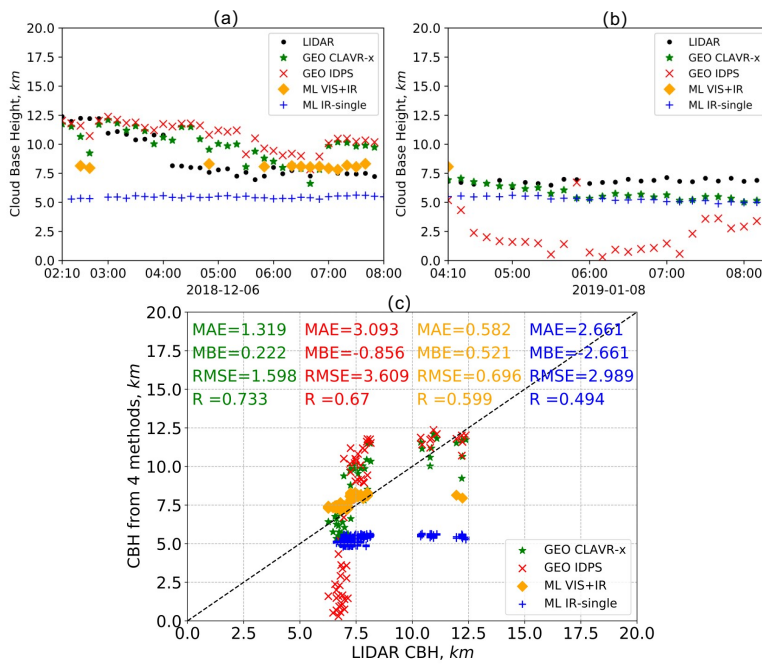 (a)
20.0
17.5
15.0
12.5
10.0
7.5
5.0
2.5
0.0
Cloud Base Height, km
LIDAR
GEO CLAVR-x
GEO IDPS
ML VIS+IR
ML IR-single
02:10 03:00 04:00 05:00 06:00 07:00 08:00
2018-12-06
(b)
20.0
17.5
15.0
12.5
10.0
7.5
5.0
2.5
0.0
Cloud Base Height, km
LIDAR
GEO CLAVR-x
GEO IDPS
ML VIS+IR
ML IR-single
04:10 05:00 06:00 07:00 08:00
2019-01-08
(c)
20.0
17.5
15.0
12.5
10.0
7.5
5.0
2.5
0.0
CBH from 4 methods, km
MAE=1.319 MAE=3.093 MAE=0.582 MAE=2.661
MBE=0.222 MBE=-0.856 MBE=0.521 MBE=-2.661
RMSE=1.598 RMSE=3.609 RMSE=0.696 RMSE=2.989
R =0.733 R =0.67 R =0.599 R =0.494
GEO CLAVR-x
GEO IDPS
ML VIS+IR
ML IR-single
0.0 2.5 5.0 7.5 10.0 12.5 15.0 17.5 20.0
LIDAR CBH, km